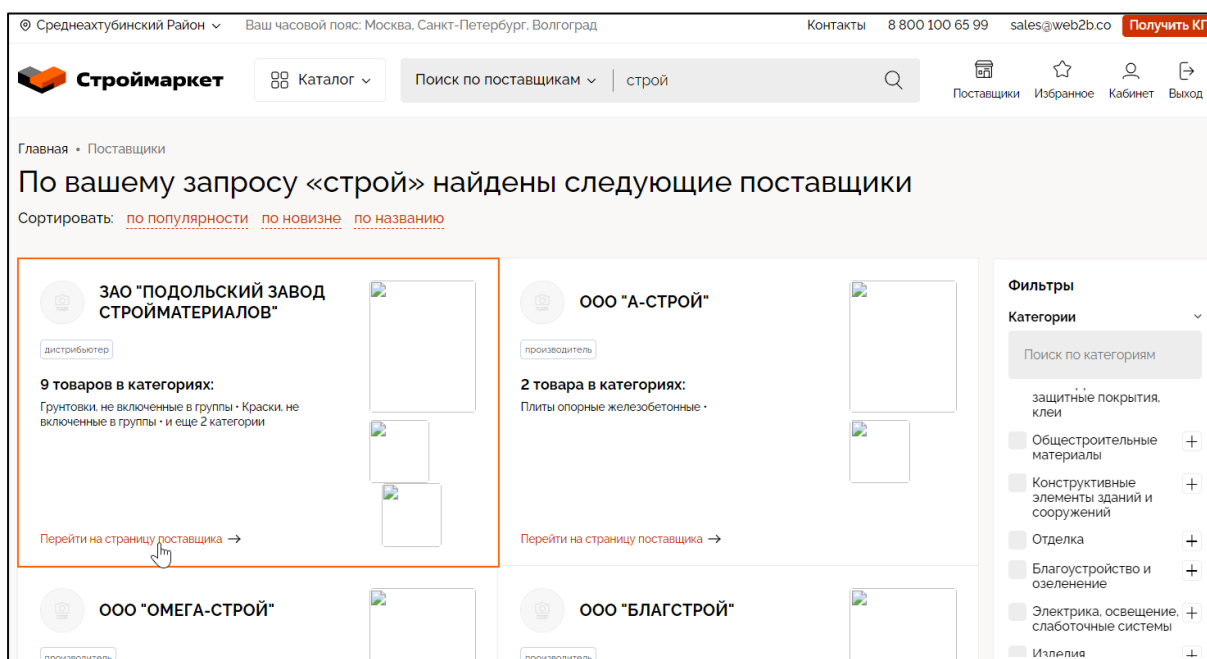 Среднеахтубинский Район Ваш часовой пояс: Москва, Санкт-Петербург, Волгоград Контакты 8 800 100 65 99 sales@web2b.co Получить КП
Строймаркет Каталог Поиск по поставщикам строй
Поставщики Избранное Кабинет Выход
Главная • Поставщики
По вашему запросу «строй» найдены следующие поставщики
Сортировать: по популярности по новизне по названию
ЗАО "ПОДОЛЬСКИЙ ЗАВОД
СТРОЙМАТЕРИАЛОВ"
дистрибьютер
9 товаров в категориях:
Грунтовки, не включенные в группы • Краски, не
включенные в группы • и еще 2 категории
Перейти на страницу поставщика →
ООО "А-СТРОЙ"
производитель
2 товара в категориях:
Плиты опорные железобетонные •
Перейти на страницу поставщика →
ООО "ОМЕГА-СТРОЙ"
производитель
ООО "БЛАГСТРОЙ"
производитель
Фильтры
Категории
Поиск по категориям
защитные покрытия,
клеи
Общестроительные
материалы
Конструктивные
элементы зданий и
сооружений
Отделка
Благоустройство и
озеленение
Электрика, освещение,
слаботочные системы
Изделия